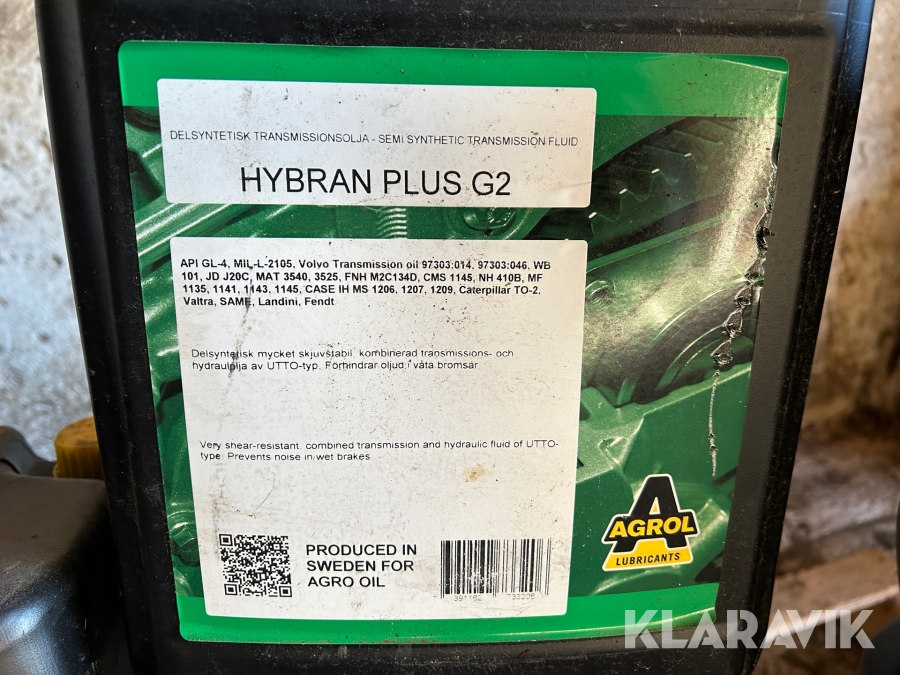 DELSYNTETISK TRANSMISSIONSOLJA - SEMI SYNTHETIC TRANSMISSION FLUID
HYBRAN PLUS G2
API GL-4, MIL-L-2105, Volvo Transmission oil 97303:014, 97303:046, WB
101, JD J20C, MAT 3540, 3525, FNH M2C134D, CMS 1145, NH 410B, MF
1135, 1141, 1143, 1145, CASE IH MS 1206, 1207, 1209, Caterpillar TO-2,
Valtra, SAME, Landini, Fendt
Delsyntetisk mycket skjuvstabil, kombinerad transmissions- och
hydraulolja av UTTO-typ. Förhindrar oljud i våta bromsar
Very shear-resistant, combined transmission and hydraulic fluid of UTTO-
type. Prevents noise in wet brakes.
PRODUCED IN
SWEDEN FOR
AGRO OIL
391162 733206
A
AGROL
LUBRICANTS
KLARAVIK